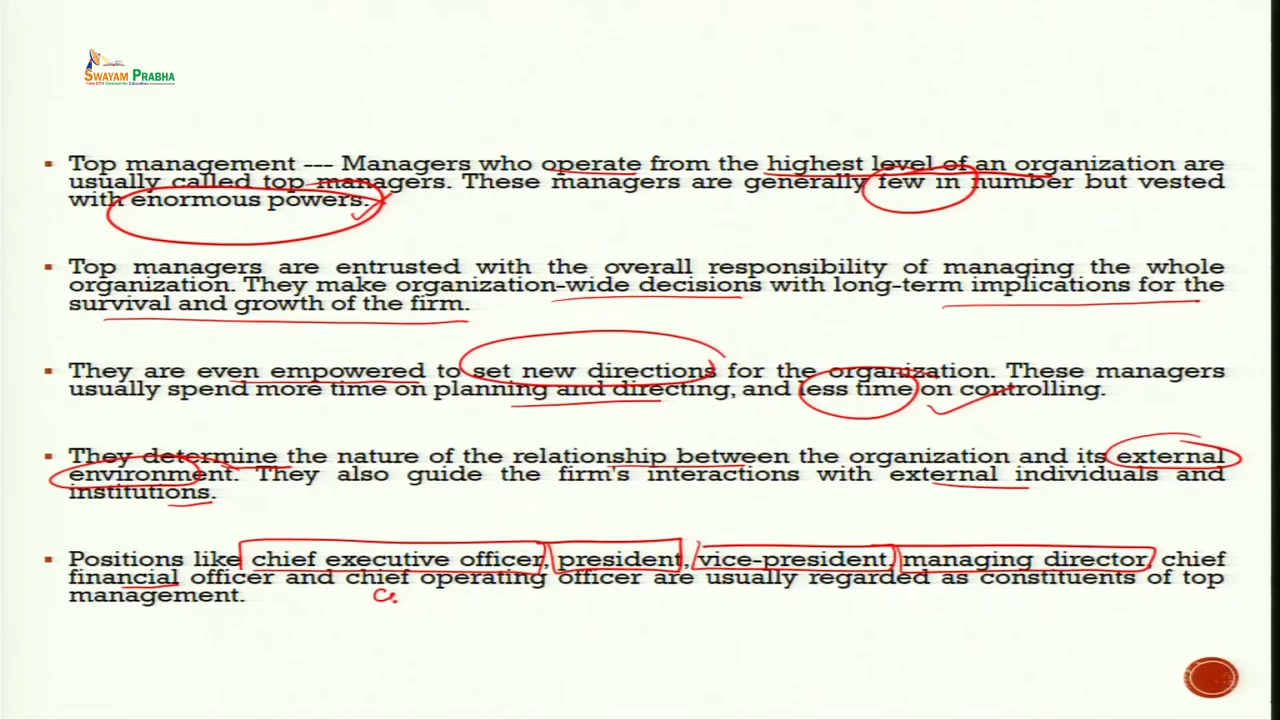 SWAYAM PRABHA
Top management --- Managers who operate from the highest level of an organization are
usually called top managers. These managers are generally few in number but vested
with enormous powers.
Top managers are entrusted with the overall responsibility of managing the whole
organization. They make organization-wide decisions with long-term implications for the
survival and growth of the firm.
They are even empowered to set new directions for the organization. These managers
usually spend more time on planning and directing, and less time on controlling.
They determine the nature of the relationship between the organization and its external
environment. They also guide the firm's interactions with external individuals and
institutions.
Positions like chief executive officer, president, vice-president, managing director, chief
financial officer and chief operating officer are usually regarded as constituents of top
management.